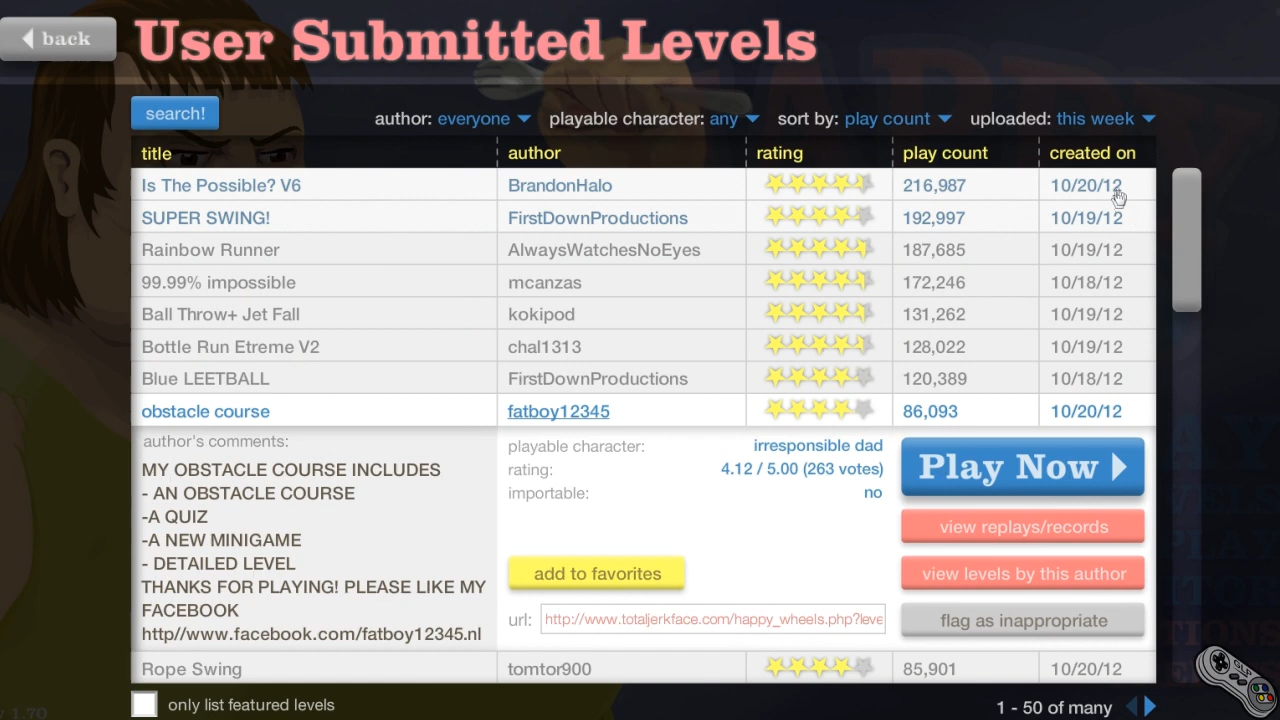 back
User Submitted Levels
search!
author: everyone playable character: any sort by: play count uploaded: this week
title author rating play count created on
Is The Possible? V6 BrandonHalo 216,987 10/20/12
SUPER SWING! FirstDownProductions 192,997 10/19/12
Rainbow Runner AlwaysWatchesNoEyes 187,685 10/19/12
99.99% impossible mcanzas 172,246 10/18/12
Ball Throw+ Jet Fall kokipod 131,262 10/19/12
Bottle Run Etreme V2 chal1313 128,022 10/19/12
Blue LEETBALL FirstDownProductions 120,389 10/18/12
obstacle course fatboy12345 86,093 10/20/12
author's comments:
MY OBSTACLE COURSE INCLUDES
- AN OBSTACLE COURSE
-A QUIZ
-A NEW MINIGAME
- DETAILED LEVEL
THANKS FOR PLAYING! PLEASE LIKE MY
FACEBOOK
http//www.facebook.com/fatboy12345.nl
playable character: irresponsible dad
rating: 4.12 / 5.00 (263 votes)
importable: no
add to favorites
url: http://www.totaljerkface.com/happy_wheels.php?leve
Play Now
view replays/records
view levels by this author
flag as inappropriate
Rope Swing tomtor900 85,901 10/20/12
only list featured levels
1 - 50 of many
1.70